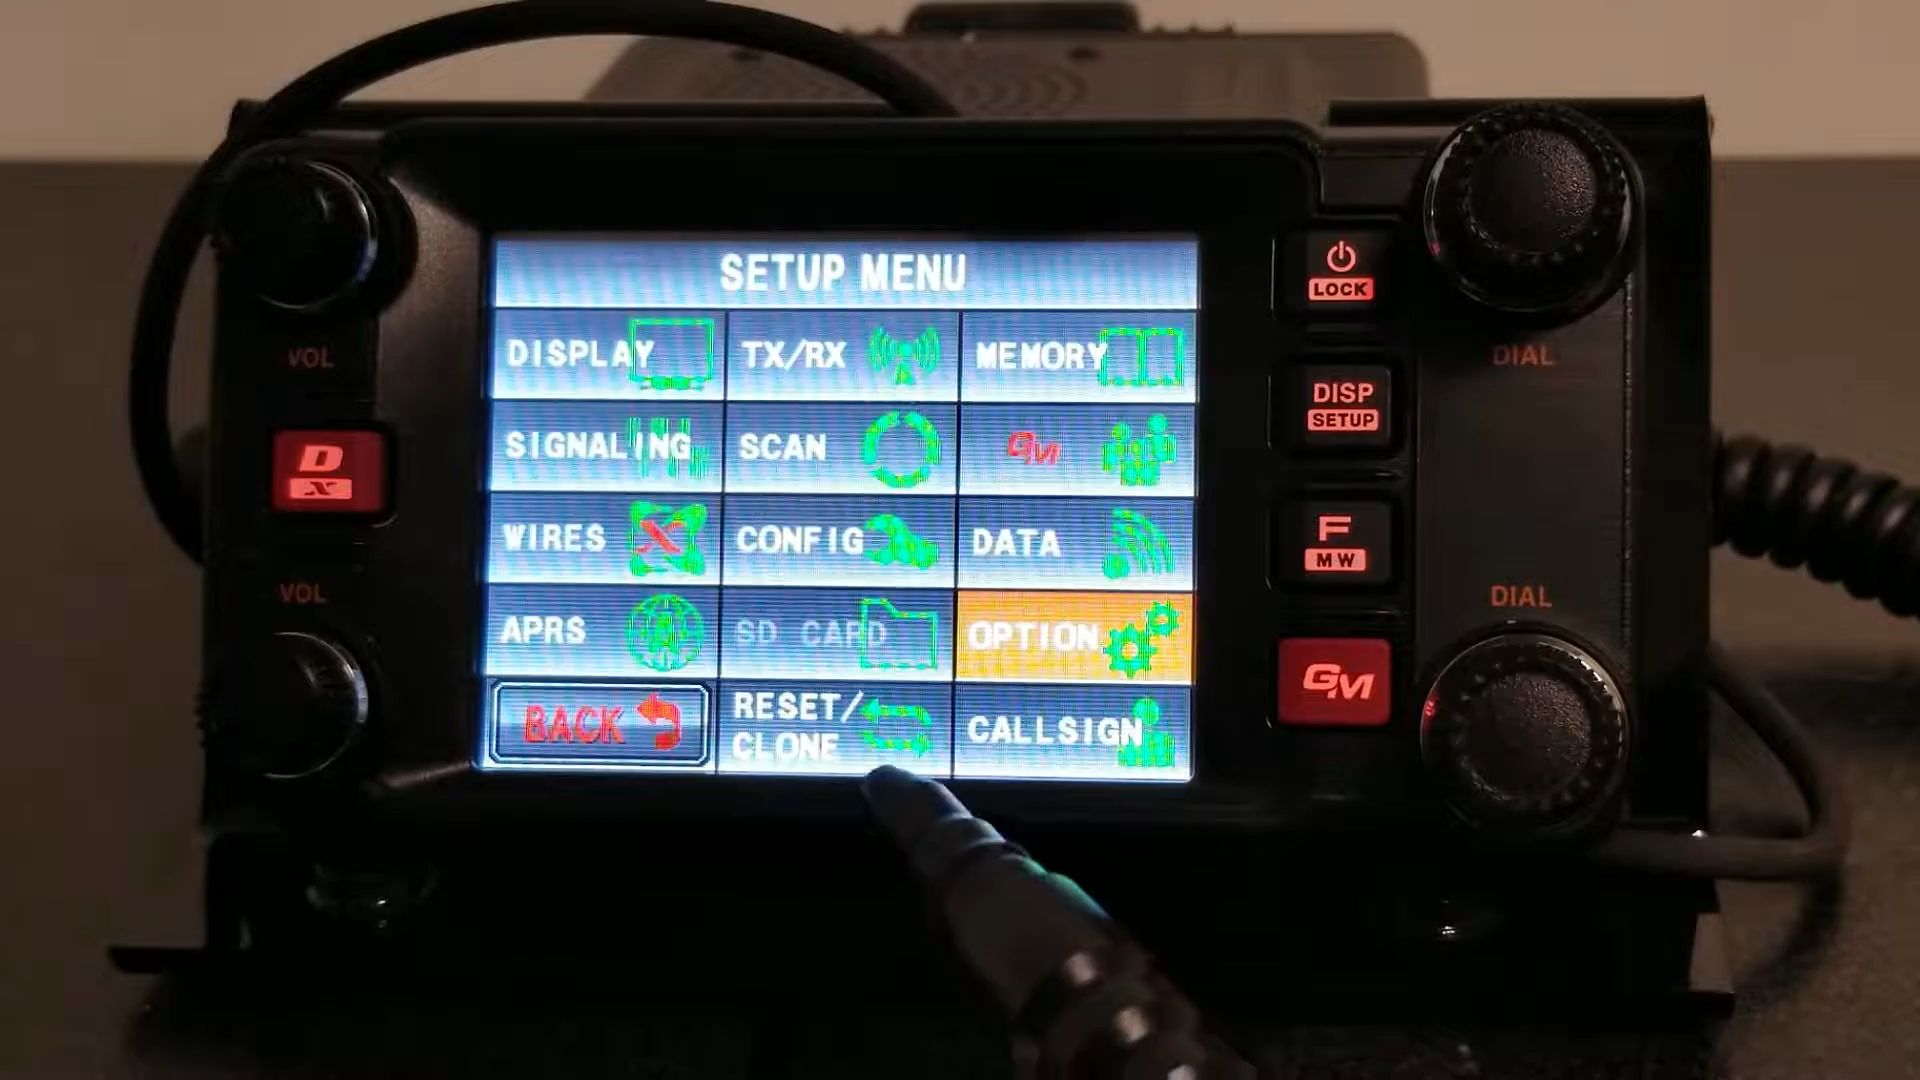 SETUP MENU
DISPLAY
TX/RX
MEMORY
SIGNALING
SCAN
GM
WIRES X
CONFIG
DATA
APRS
SD CARD
OPTION
BACK
RESET/
CLONE
CALLSIGN
VOL
D
X
VOL
LOCK
DISP
SETUP
F
MW
GM
DIAL
DIAL